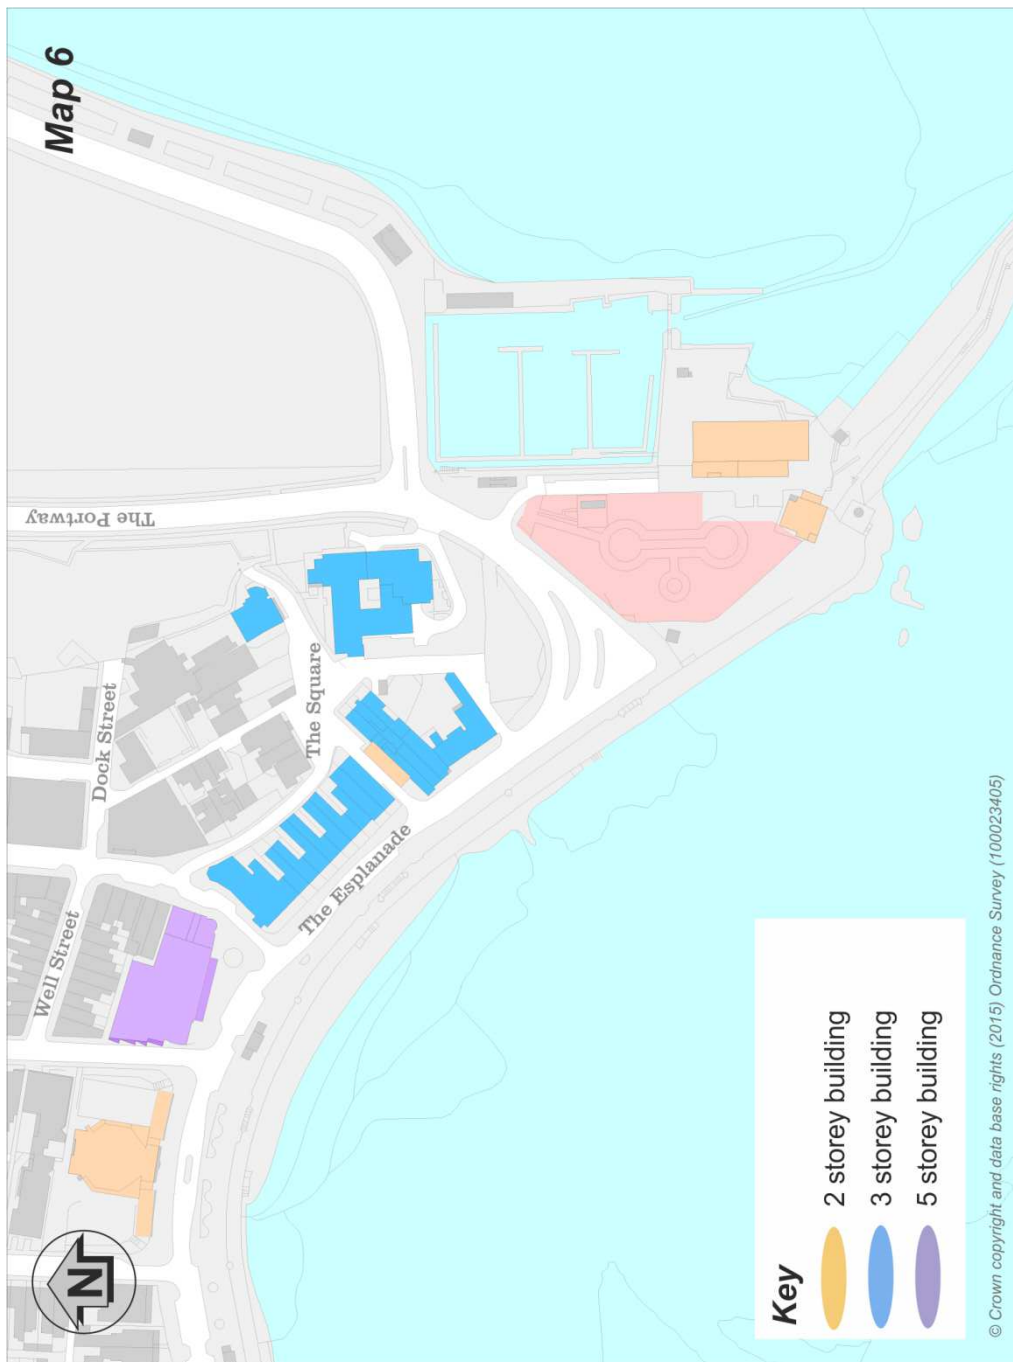 Map 6
The Portway
Dock Street
The Square
Well Street
The Esplanade
N
Key
2 storey building
3 storey building
5 storey building
© Crown copyright and data base rights (2015) Ordnance Survey (100023405)